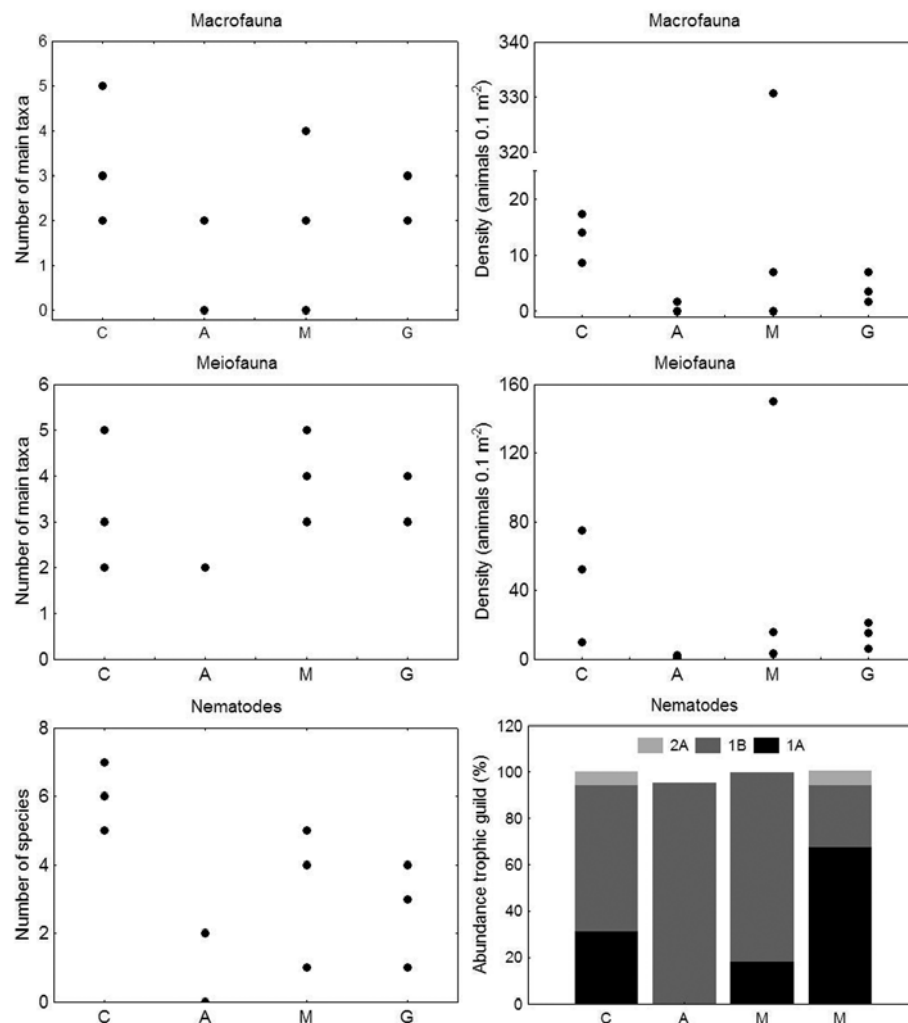 Macrofauna
Number of main taxa
6
5
4
3
2
1
0
C A M G
Macrofauna
Density (animals 0.1 m⁻²)
340
330
320
20
10
0
C A M G
Meiofauna
Number of main taxa
6
5
4
3
2
1
0
C A M G
Meiofauna
Density (animals 0.1 m⁻²)
160
120
80
40
0
C A M G
Nematodes
Number of species
8
6
4
2
0
C A M G
Nematodes
Abundance trophic guild (%)
120
100
80
60
40
20
0
2A 1B 1A
C A M M